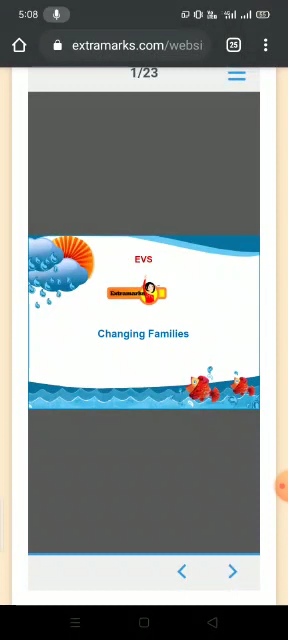 5:08
extramarks.com/websi
25
1/23
EVS
Extramarks
Changing Families